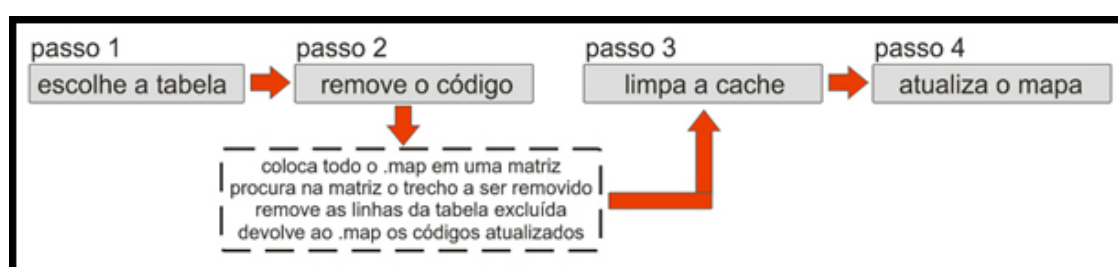 passo 1
escolhe a tabela
passo 2
remove o código
coloca todo o .map em uma matriz
procura na matriz o trecho a ser removido
remove as linhas da tabela excluída
devolve ao .map os códigos atualizados
passo 3
limpa a cache
passo 4
atualiza o mapa